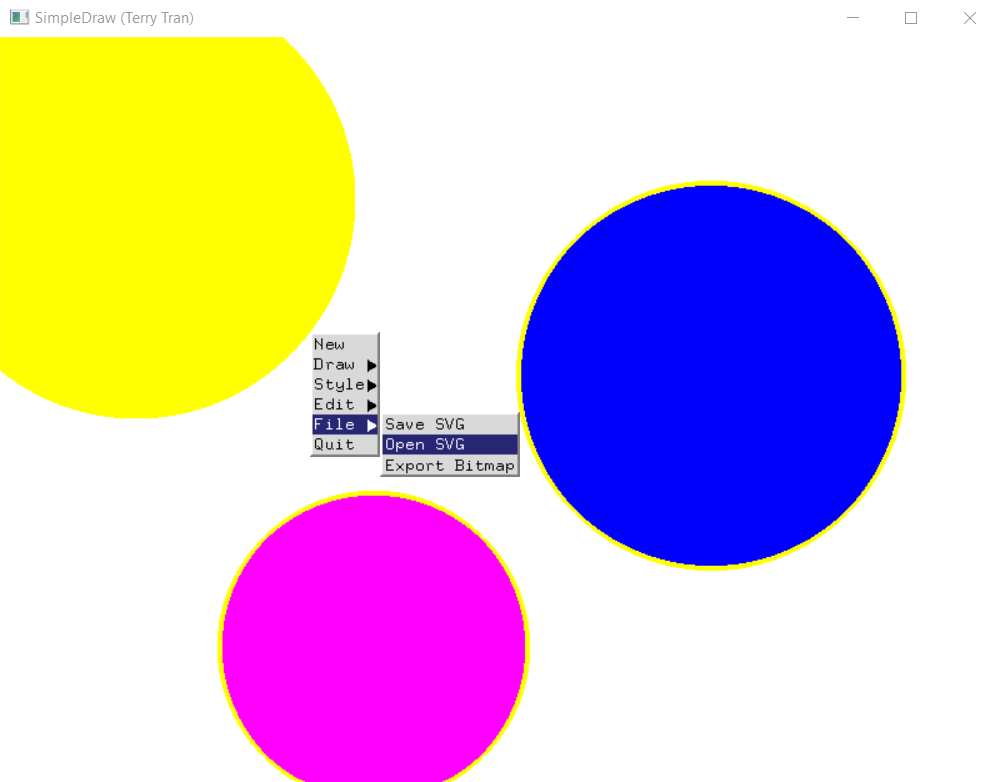 SimpleDraw (Terry Tran)
New
Draw
Style
Edit
File
Quit
Save SVG
Open SVG
Export Bitmap